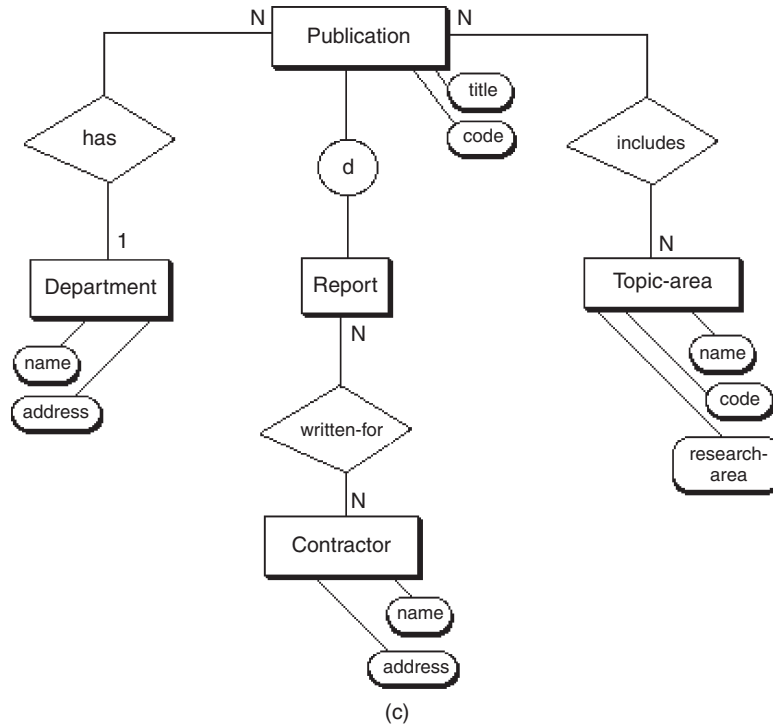 N
Publication
N
title
code
has
d
includes
1
N
Department
Report
Topic-area
name
address
N
name
code
research-
area
written-for
N
Contractor
name
address
(c)